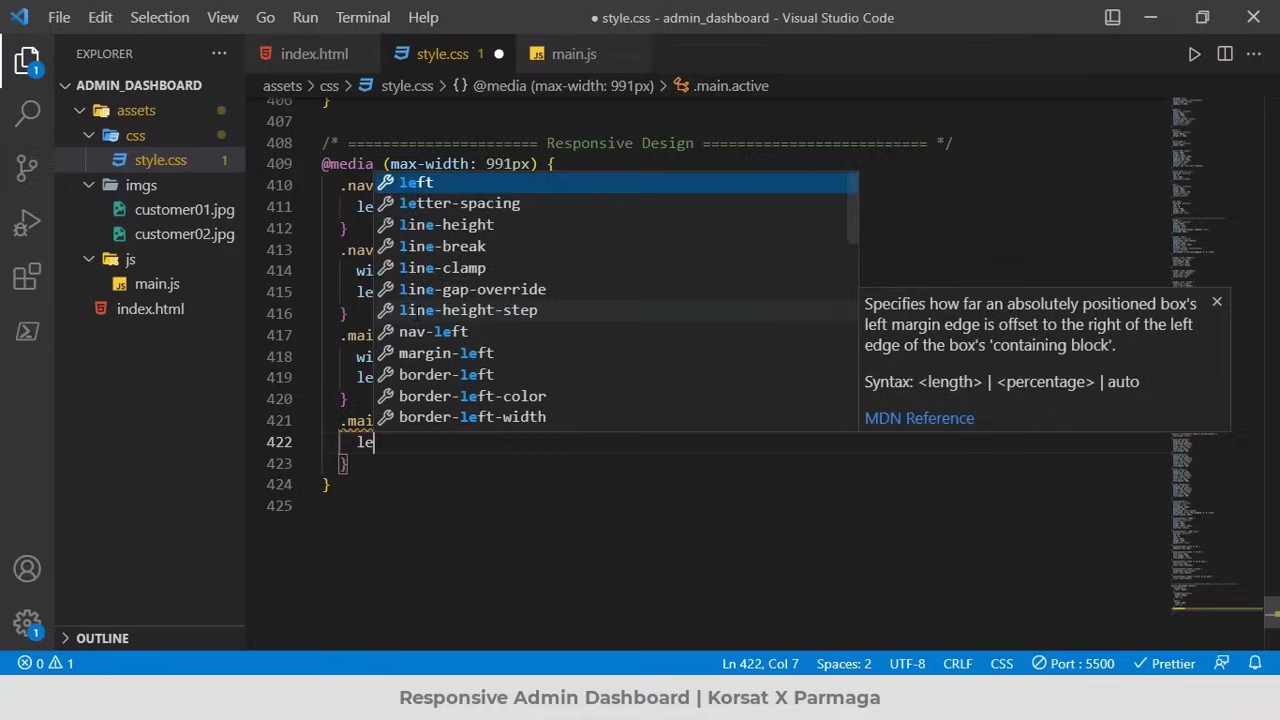 File Edit Selection View Go Run Terminal Help
● style.css - admin_dashboard - Visual Studio Code
EXPLORER ···
index.html
style.css 1
main.js
1
ADMIN_DASHBOARD
assets > css > style.css > {} @media (max-width: 991px) > .main.active
assets
css
style.css 1
imgs
customer01.jpg
customer02.jpg
js
main.js
index.html
406 }
407
408 /* ====================== Responsive Design ========================== */
409 @media (max-width: 991px) {
410 .nav
411 le
412 }
413 .nav
414 wi
415 le
416 }
417 .mai
418 wi
419 le
420 }
421 .mai
422 le
423 }
424 }
425
left
letter-spacing
line-height
line-break
line-clamp
line-gap-override
line-height-step
nav-left
margin-left
border-left
border-left-color
border-left-width
Specifies how far an absolutely positioned box's
left margin edge is offset to the right of the left
edge of the box's 'containing block'.
Syntax: <length> | <percentage> | auto
MDN Reference
1
OUTLINE
0 1
Ln 422, Col 7 Spaces: 2 UTF-8 CRLF CSS Port : 5500 Prettier
Responsive Admin Dashboard | Korsat X Parmaga